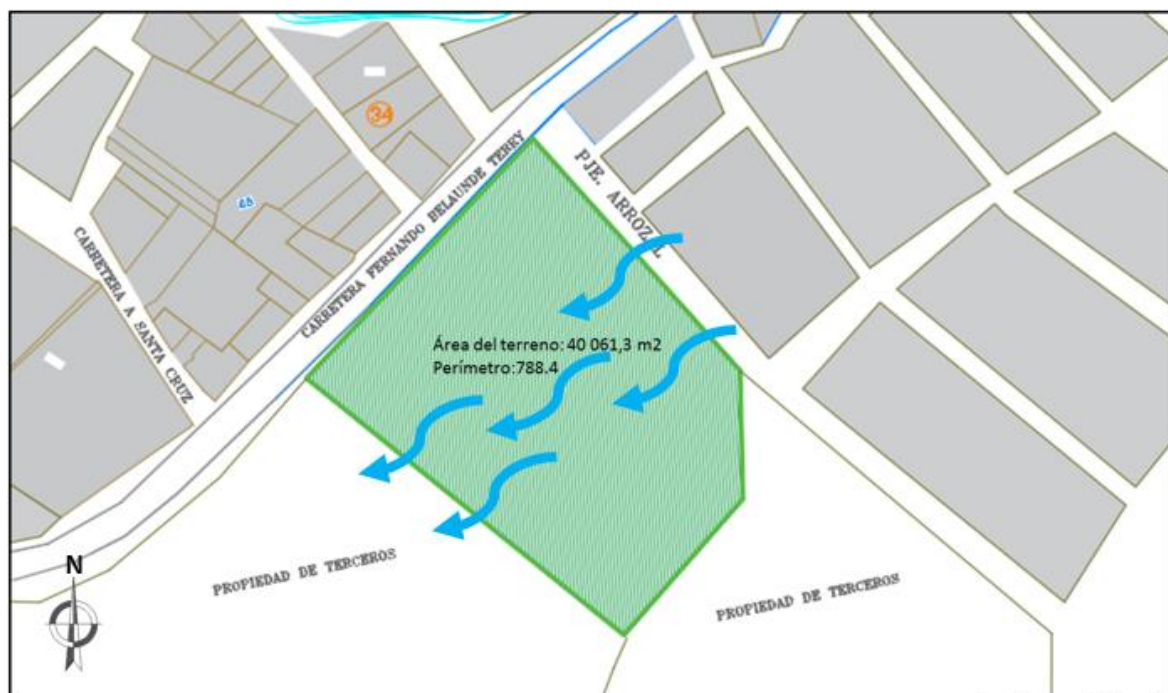 34
CARRETERA FERNANDO BELAUNDE TERRY
PJE. ARROZAL
CARRETERA A SANTA CRUZ
Área del terreno: 40 061,3 m2
Perímetro:788.4
PROPIEDAD DE TERCEROS
PROPIEDAD DE TERCEROS
N